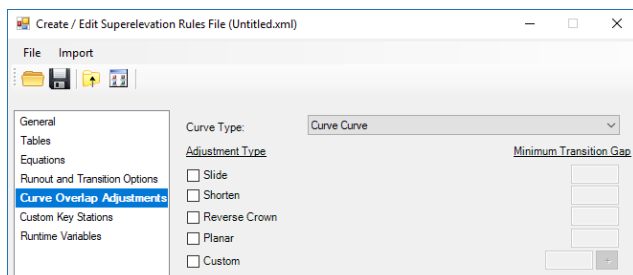 Create / Edit Superelevation Rules File (Untitled.xml)
File Import
General
Tables
Equations
Runout and Transition Options
Curve Overlap Adjustments
Custom Key Stations
Runtime Variables
Curve Type: Curve Curve
Adjustment Type Minimum Transition Gap
Slide
Shorten
Reverse Crown
Planar
Custom +